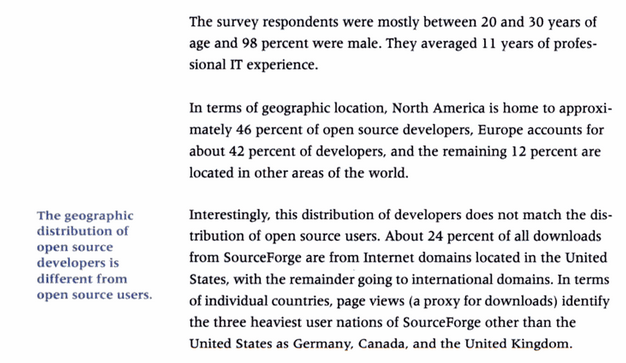 The survey respondents were mostly between 20 and 30 years of
age and 98 percent were male. They averaged 11 years of profes-
sional IT experience.
In terms of geographic location, North America is home to approxi-
mately 46 percent of open source developers, Europe accounts for
about 42 percent of developers, and the remaining 12 percent are
located in other areas of the world.
The geographic
distribution of
open source
developers is
different from
open source users.
Interestingly, this distribution of developers does not match the dis-
tribution of open source users. About 24 percent of all downloads
from SourceForge are from Internet domains located in the United
States, with the remainder going to international domains. In terms
of individual countries, page views (a proxy for downloads) identify
the three heaviest user nations of SourceForge other than the
United States as Germany, Canada, and the United Kingdom.